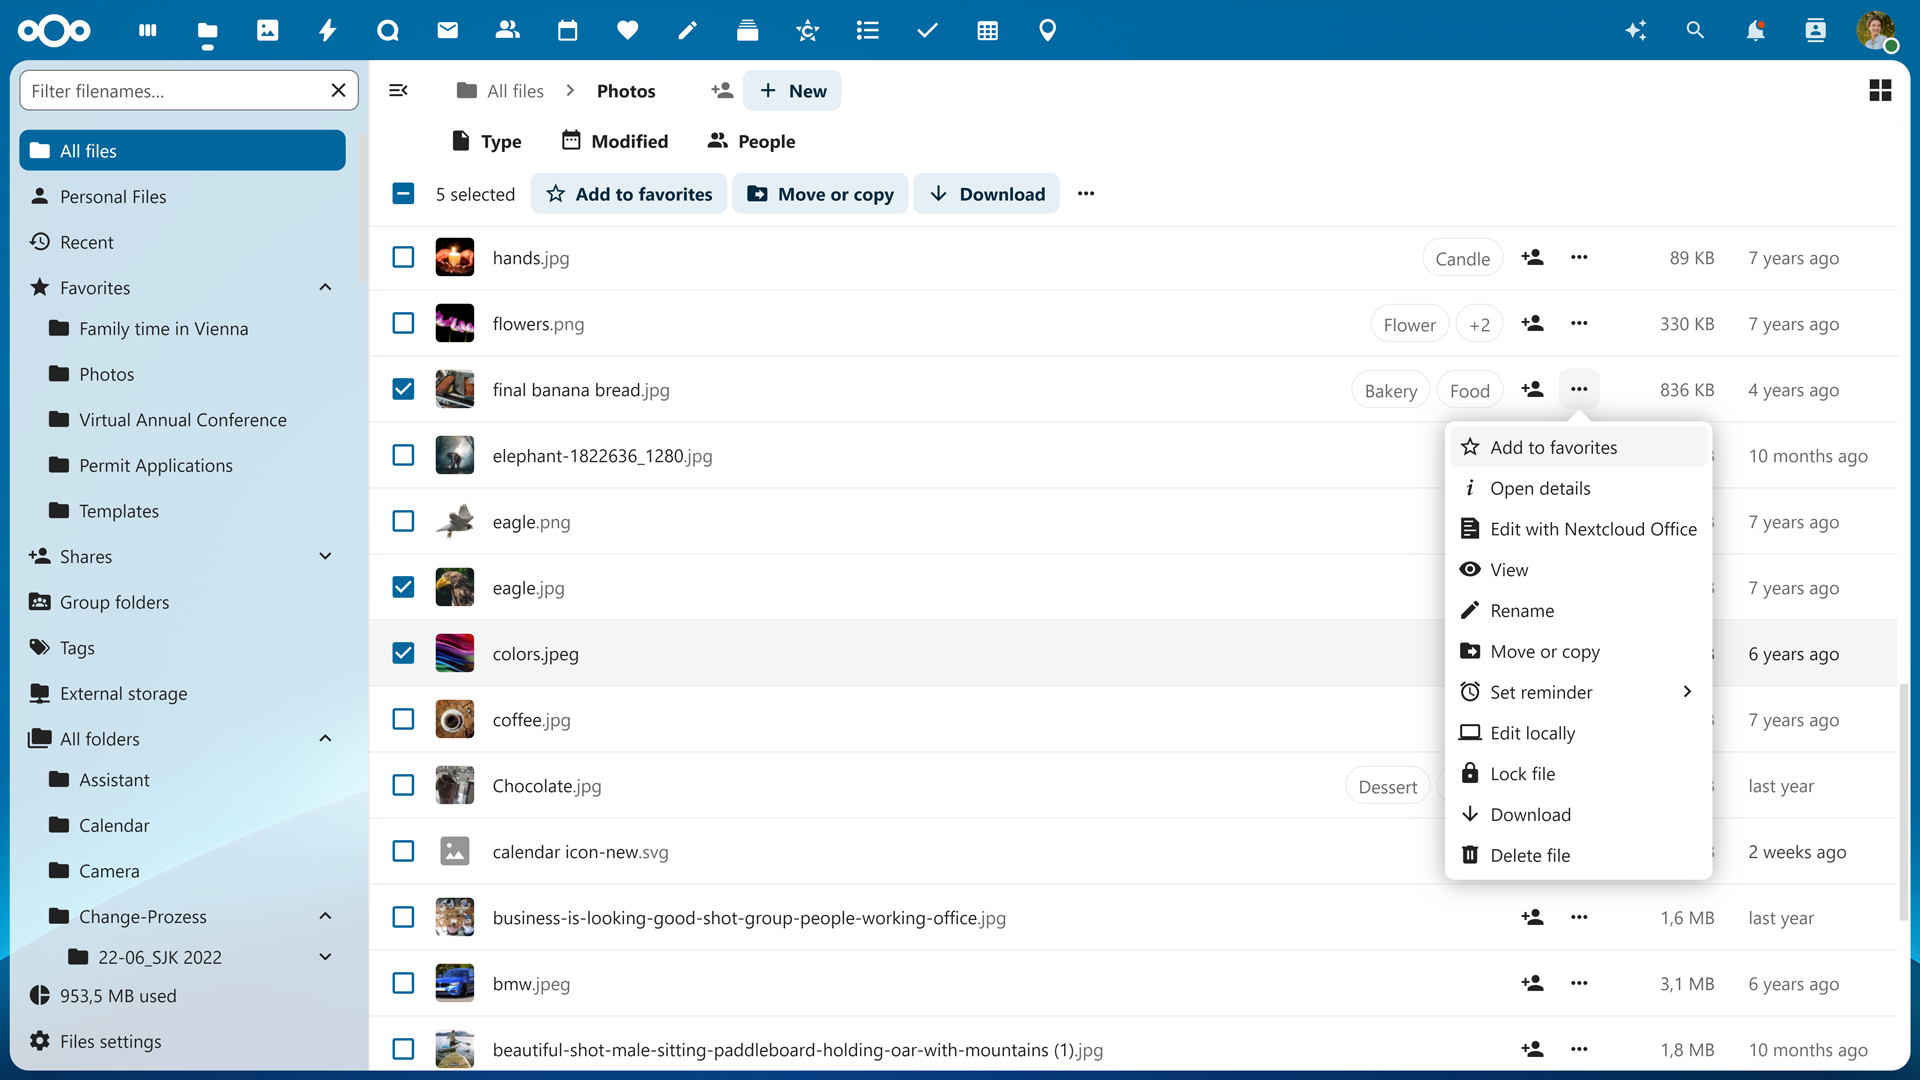 Filter filenames...
All files
Personal Files
Recent
Favorites
Family time in Vienna
Photos
Virtual Annual Conference
Permit Applications
Templates
Shares
Group folders
Tags
External storage
All folders
Assistant
Calendar
Camera
Change-Prozess
22-06_SJK 2022
953,5 MB used
Files settings
All files Photos New
Type Modified People
5 selected Add to favorites Move or copy Download
hands.jpg Candle 89 KB 7 years ago
flowers.png Flower +2 330 KB 7 years ago
final banana bread.jpg Bakery Food 836 KB 4 years ago
elephant-1822636_1280.jpg 10 months ago
eagle.png 7 years ago
eagle.jpg 7 years ago
colors.jpeg 6 years ago
coffee.jpg 7 years ago
Chocolate.jpg Dessert last year
calendar icon-new.svg 2 weeks ago
business-is-looking-good-shot-group-people-working-office.jpg 1,6 MB last year
bmw.jpeg 3,1 MB 6 years ago
beautiful-shot-male-sitting-paddleboard-holding-oar-with-mountains (1).jpg 1,8 MB 10 months ago
Add to favorites
Open details
Edit with Nextcloud Office
View
Rename
Move or copy
Set reminder
Edit locally
Lock file
Download
Delete file